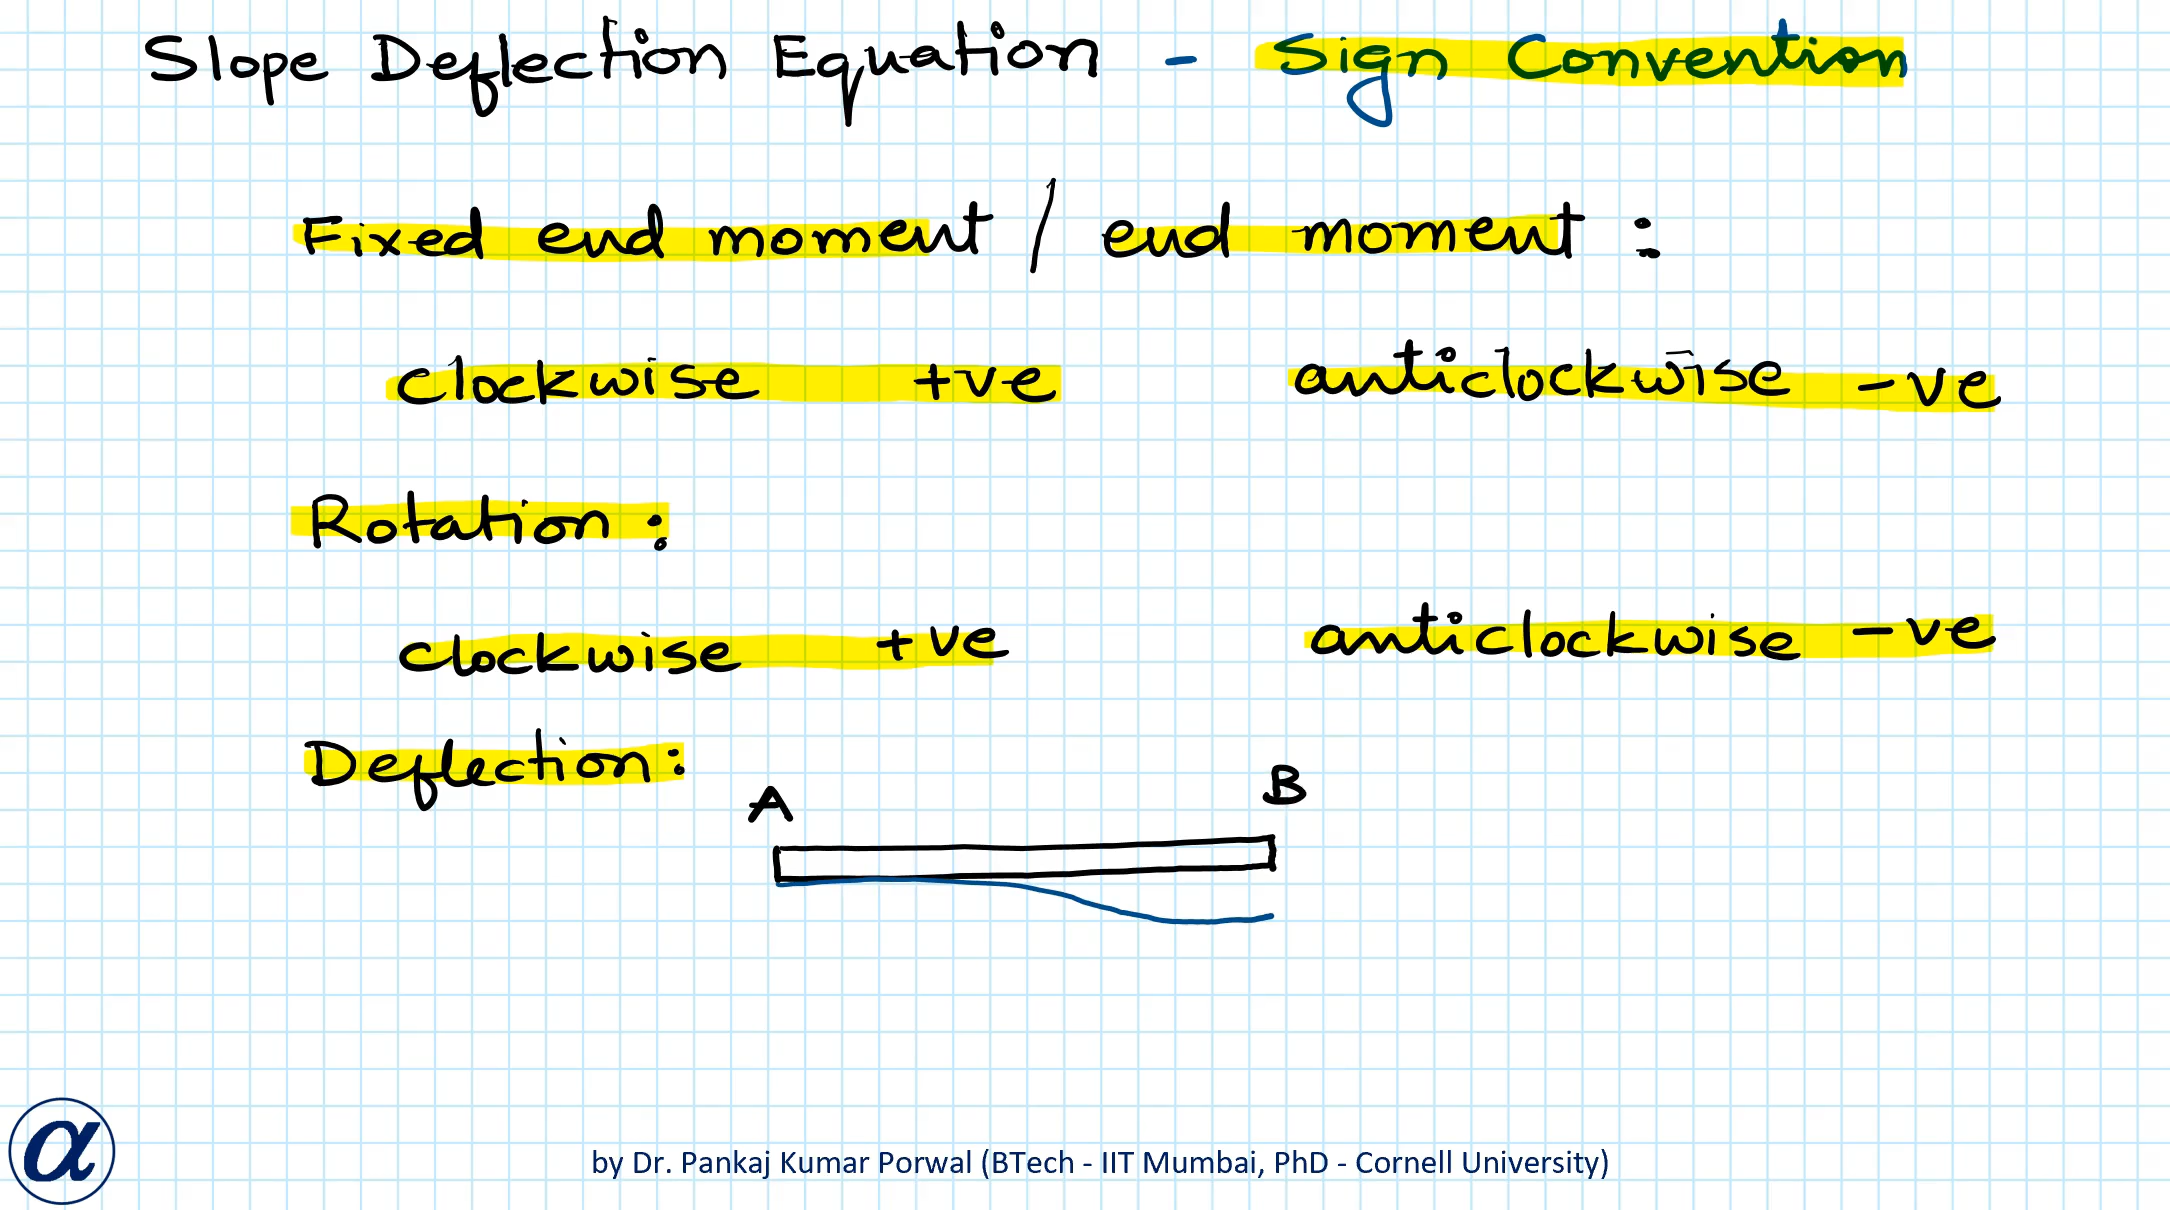 Slope Deflection Equation - Sign Convention
Fixed end moment / end moment :
clockwise +ve anticlockwise -ve
Rotation :
clockwise +ve anticlockwise -ve
Deflection:
A B
α
by Dr. Pankaj Kumar Porwal (BTech - IIT Mumbai, PhD - Cornell University)